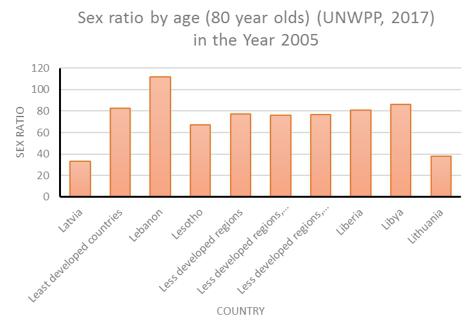 Sex ratio by age (80 year olds) (UNWPP, 2017)
in the Year 2005
SEX RATIO
120
100
80
60
40
20
0
Latvia
Least developed countries
Lebanon
Lesotho
Less developed regions
Less developed regions,...
Less developed regions,...
Liberia
Libya
Lithuania
COUNTRY